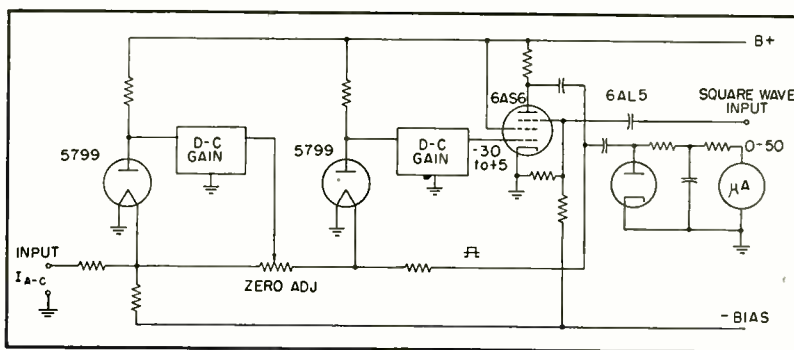 B+
6AS6
6AL5
SQUARE WAVE
INPUT
5799
D-C
GAIN
5799
D-C
GAIN
-30
to+5
0-50
μA
INPUT
I A-C
ZERO ADJ
-BIAS